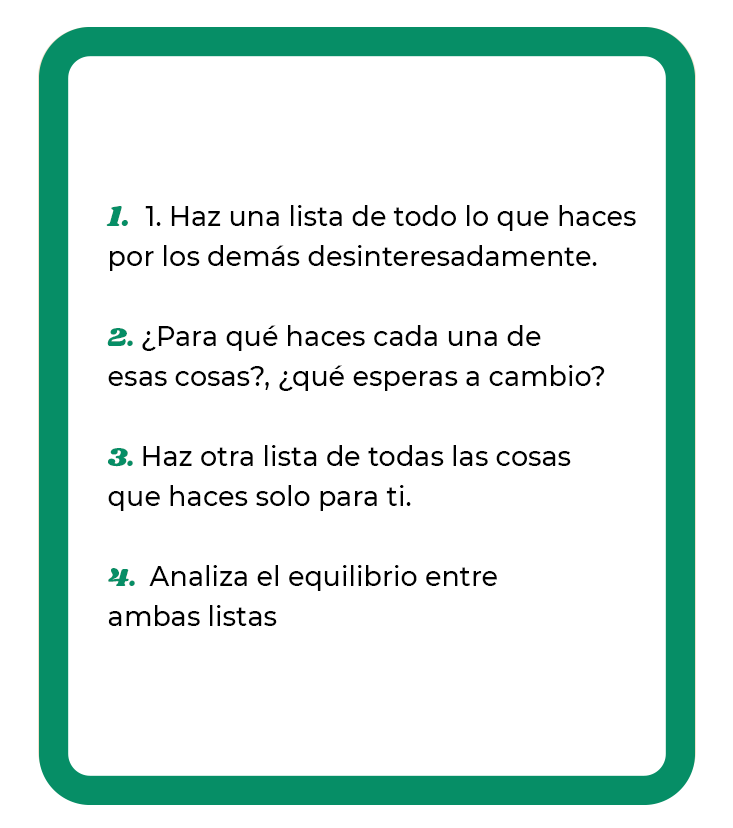 1. 1. Haz una lista de todo lo que haces
por los demás desinteresadamente.
2. ¿Para qué haces cada una de
esas cosas?, ¿qué esperas a cambio?
3. Haz otra lista de todas las cosas
que haces solo para ti.
4. Analiza el equilibrio entre
ambas listas